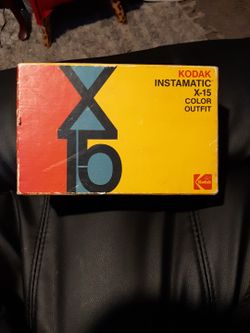 X
15
KODAK
INSTAMATIC
X-15
COLOR
OUTFIT
Kodak